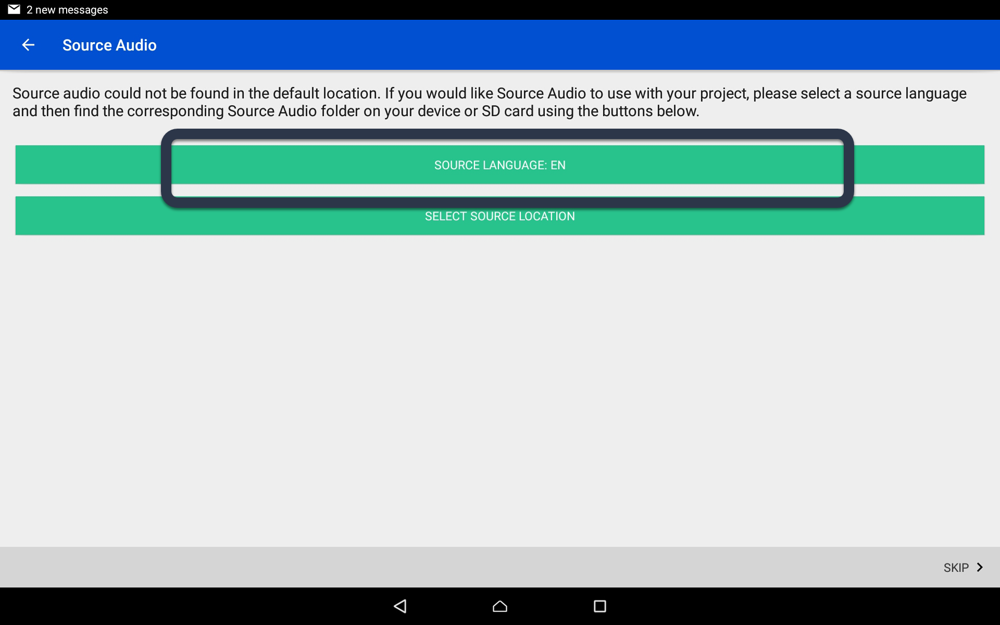 2 new messages
Source Audio
Source audio could not be found in the default location. If you would like Source Audio to use with your project, please select a source language
and then find the corresponding Source Audio folder on your device or SD card using the buttons below.
SOURCE LANGUAGE: EN
SELECT SOURCE LOCATION
SKIP